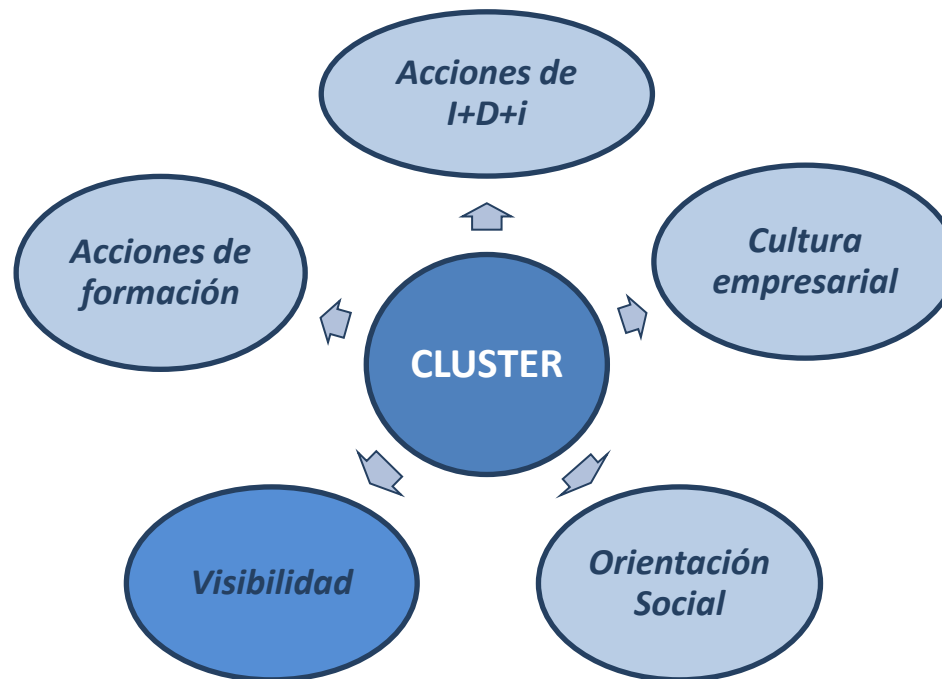 Acciones de
I+D+i
Acciones de
formación
Cultura
empresarial
CLUSTER
Visibilidad
Orientación
Social